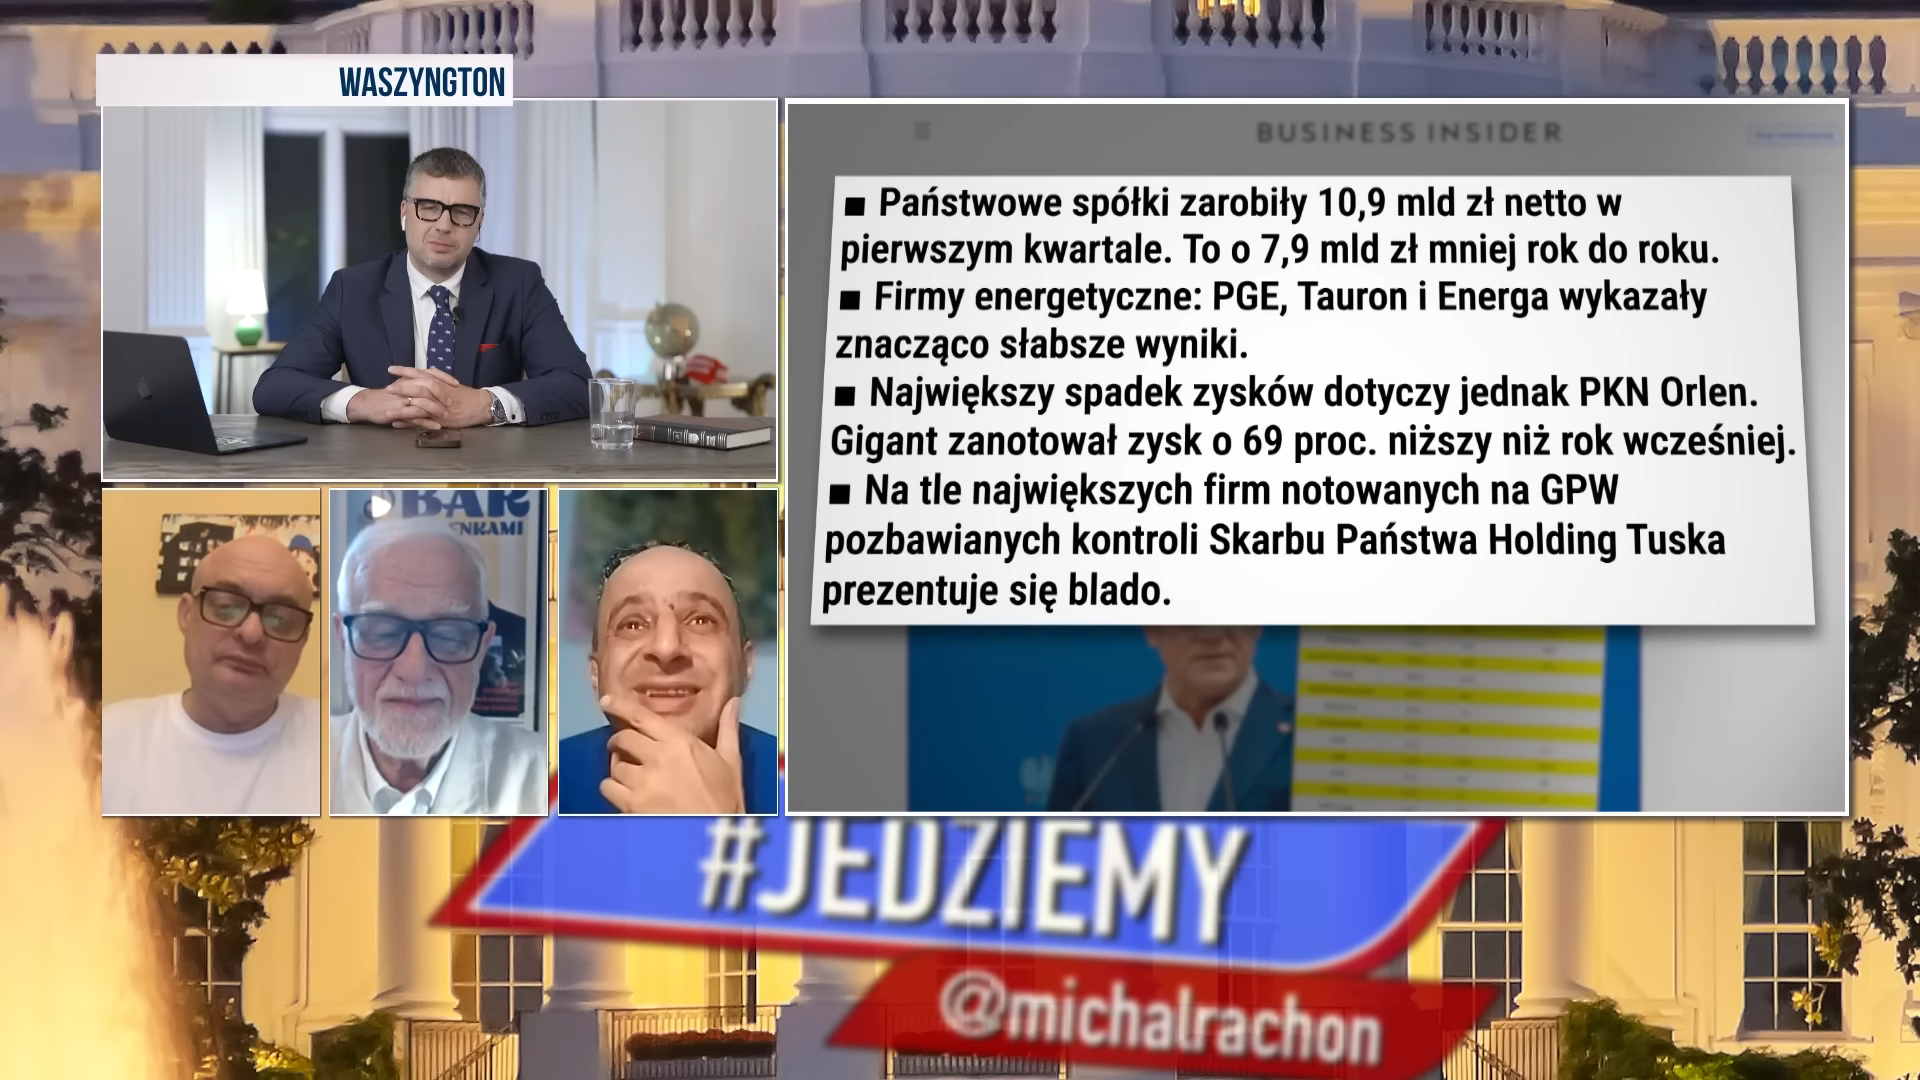 WASZYNGTON
BUSINESS INSIDER
▪ Państwowe spółki zarobiły 10,9 mld zł netto w
pierwszym kwartale. To o 7,9 mld zł mniej rok do roku.
▪ Firmy energetyczne: PGE, Tauron i Energa wykazały
znacząco słabsze wyniki.
▪ Największy spadek zysków dotyczy jednak PKN Orlen.
Gigant zanotował zysk o 69 proc. niższy niż rok wcześniej.
▪ Na tle największych firm notowanych na GPW
pozbawianych kontroli Skarbu Państwa Holding Tuska
prezentuje się blado.
BAR
ENKAMI
#JEDZIEMY
@michalrachon